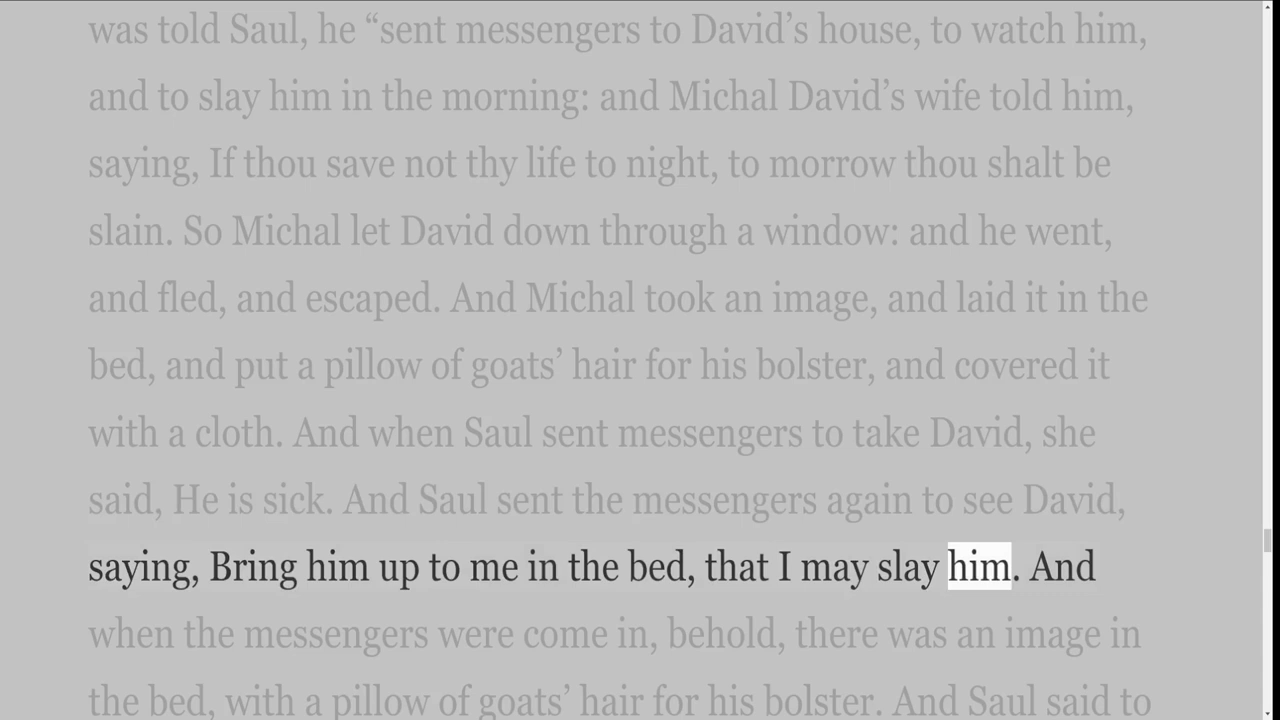 was told Saul, he “sent messengers to David’s house, to watch him,
and to slay him in the morning: and Michal David’s wife told him,
saying, If thou save not thy life to night, to morrow thou shalt be
slain. So Michal let David down through a window: and he went,
and fled, and escaped. And Michal took an image, and laid it in the
bed, and put a pillow of goats’ hair for his bolster, and covered it
with a cloth. And when Saul sent messengers to take David, she
said, He is sick. And Saul sent the messengers again to see David,
saying, Bring him up to me in the bed, that I may slay him. And
when the messengers were come in, behold, there was an image in
the bed, with a pillow of goats’ hair for his bolster. And Saul said to